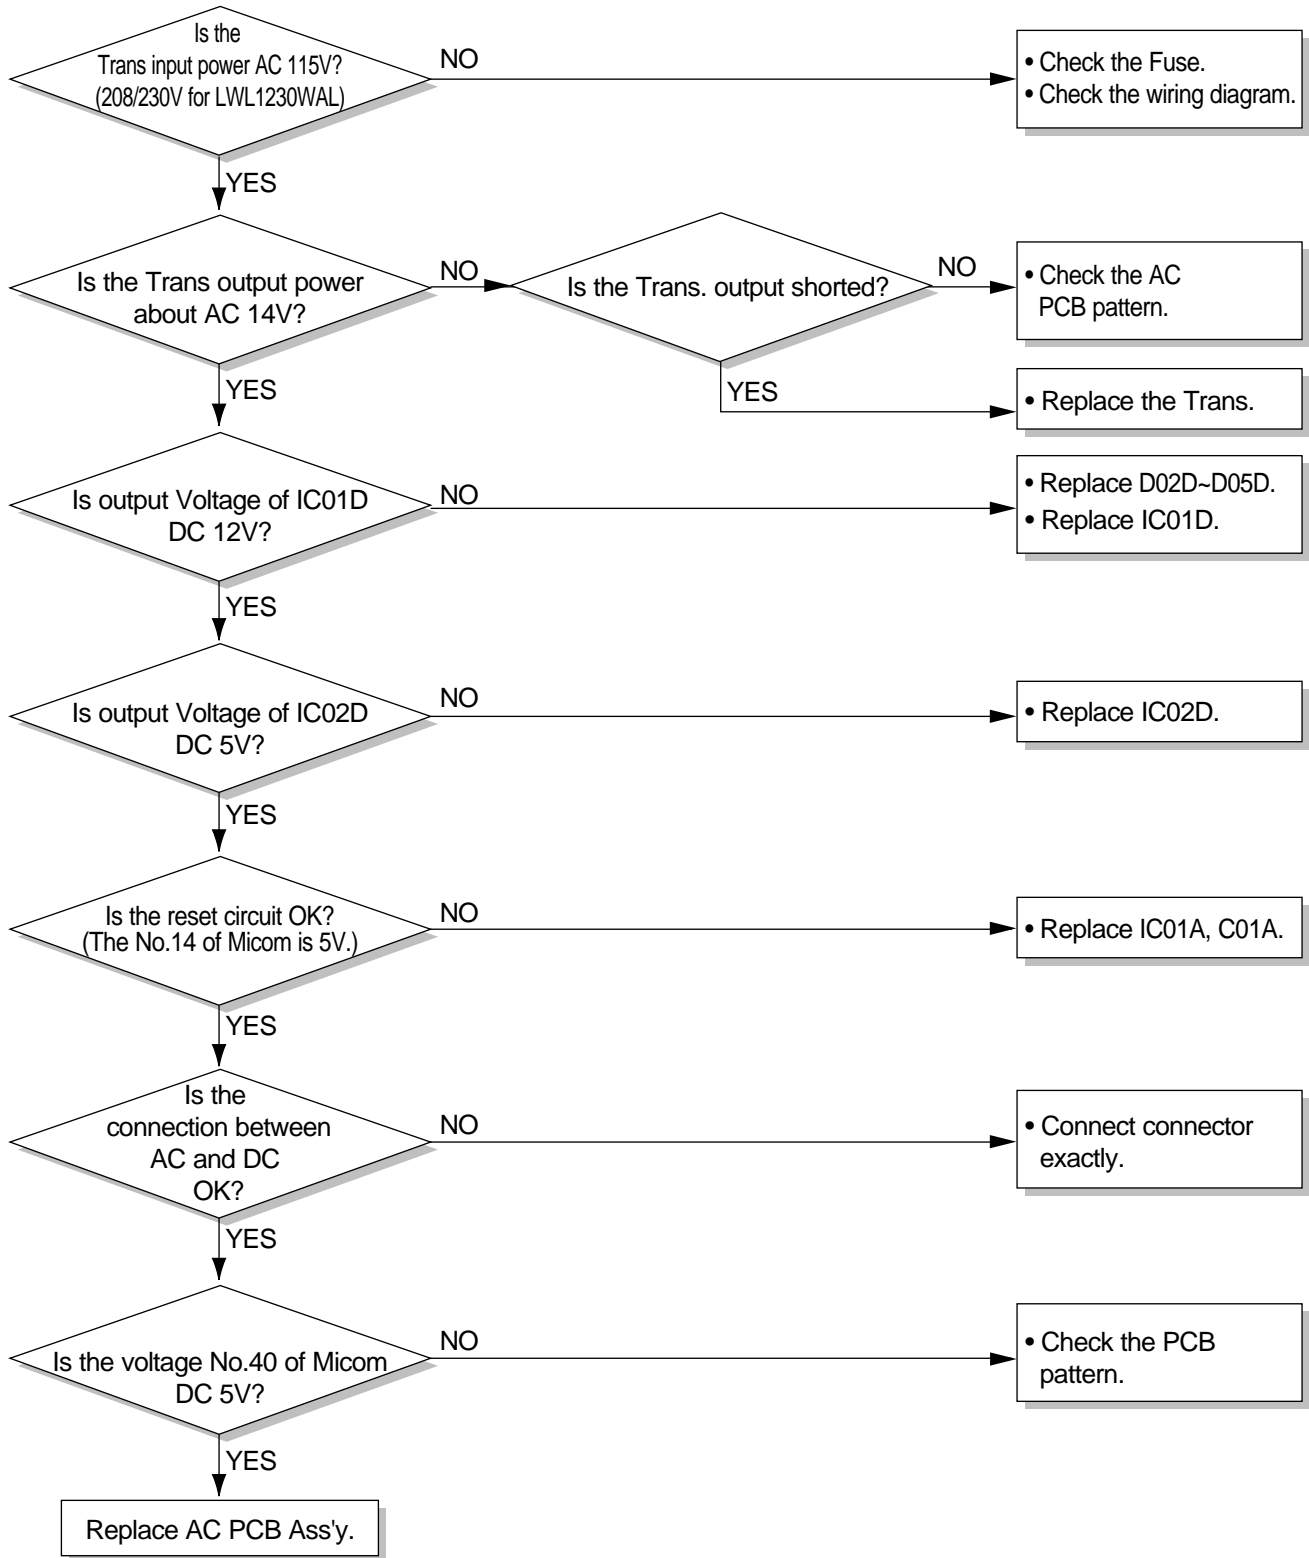 Is the
Trans input power AC 115V?
(208/230V for LWL1230WAL)
NO
• Check the Fuse.
• Check the wiring diagram.
YES
Is the Trans output power
about AC 14V?
NO
Is the Trans. output shorted?
NO
• Check the AC
PCB pattern.
YES
• Replace the Trans.
YES
Is output Voltage of IC01D
DC 12V?
NO
• Replace D02D~D05D.
• Replace IC01D.
YES
Is output Voltage of IC02D
DC 5V?
NO
• Replace IC02D.
YES
Is the reset circuit OK?
(The No.14 of Micom is 5V.)
NO
• Replace IC01A, C01A.
YES
Is the
connection between
AC and DC
OK?
NO
• Connect connector
exactly.
YES
Is the voltage No.40 of Micom
DC 5V?
NO
• Check the PCB
pattern.
YES
Replace AC PCB Ass'y.